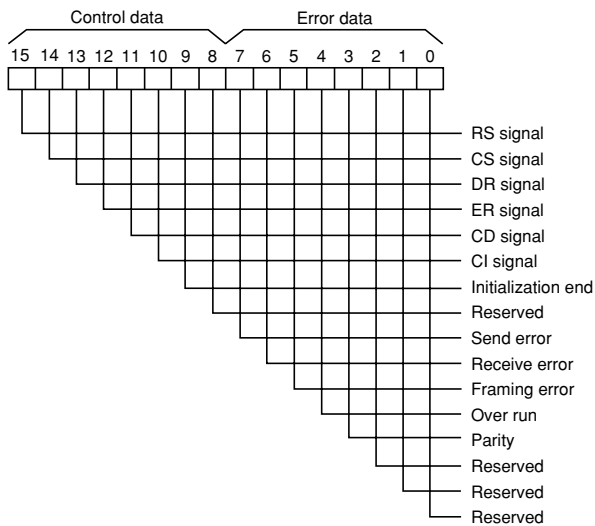 Control data Error data
15 14 13 12 11 10 9 8 7 6 5 4 3 2 1 0
RS signal
CS signal
DR signal
ER signal
CD signal
CI signal
Initialization end
Reserved
Send error
Receive error
Framing error
Over run
Parity
Reserved
Reserved
Reserved